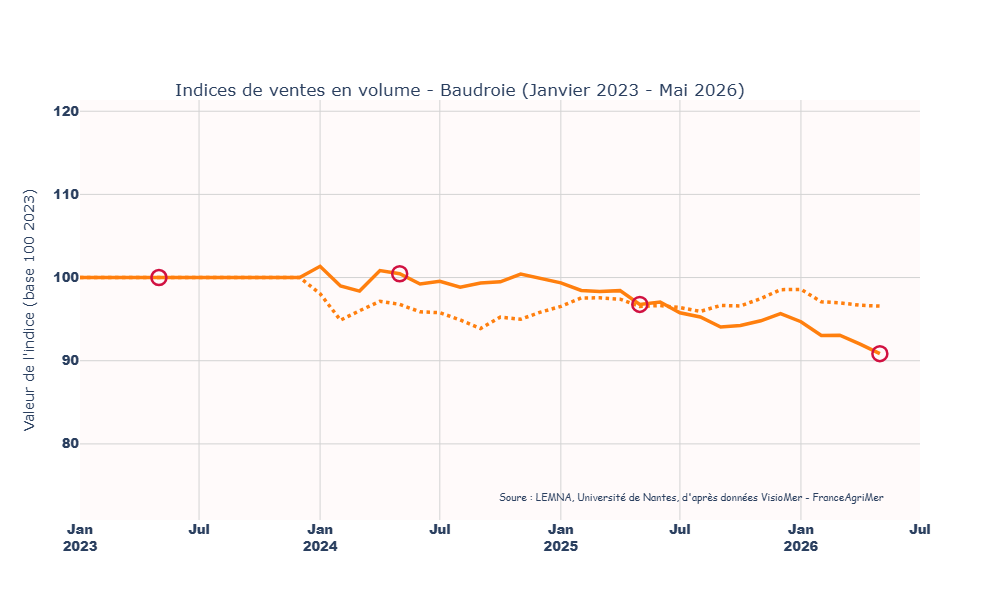 Indices de ventes en volume - Baudroie (Janvier 2023 - Mai 2026)
Valeur de l'indice (base 100 2023)
120
110
100
90
80
Soure : LEMNA, Université de Nantes, d'après données VisioMer - FranceAgriMer
Jan Jul Jan Jul Jan Jul Jan Jul
2023 2024 2025 2026